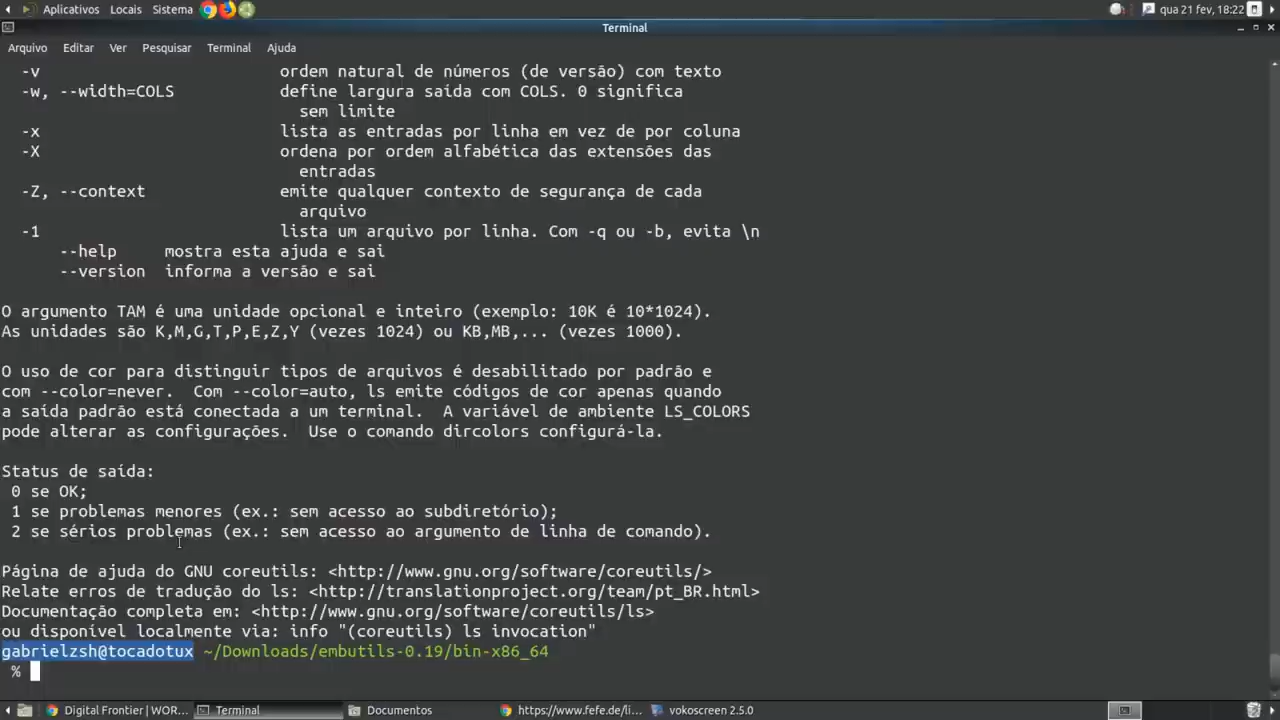 Aplicativos Locais Sistema qua 21 fev, 18:22
Terminal
Arquivo Editar Ver Pesquisar Terminal Ajuda
-v ordem natural de números (de versão) com texto
-w, --width=COLS define largura saída com COLS. 0 significa
sem limite
-x lista as entradas por linha em vez de por coluna
-X ordena por ordem alfabética das extensões das
entradas
-Z, --context emite qualquer contexto de segurança de cada
arquivo
-1 lista um arquivo por linha. Com -q ou -b, evita \n
--help mostra esta ajuda e sai
--version informa a versão e sai
O argumento TAM é uma unidade opcional e inteiro (exemplo: 10K é 10*1024).
As unidades são K,M,G,T,P,E,Z,Y (vezes 1024) ou KB,MB,... (vezes 1000).
O uso de cor para distinguir tipos de arquivos é desabilitado por padrão e
com --color=never. Com --color=auto, ls emite códigos de cor apenas quando
a saída padrão está conectada a um terminal. A variável de ambiente LS_COLORS
pode alterar as configurações. Use o comando dircolors configurá-la.
Status de saída:
0 se OK;
1 se problemas menores (ex.: sem acesso ao subdiretório);
2 se sérios problemas (ex.: sem acesso ao argumento de linha de comando).
Página de ajuda do GNU coreutils: <http://www.gnu.org/software/coreutils/>
Relate erros de tradução do ls: <http://translationproject.org/team/pt_BR.html>
Documentação completa em: <http://www.gnu.org/software/coreutils/ls>
ou disponível localmente via: info "(coreutils) ls invocation"
gabrielzsh@tocadotux ~/Downloads/embutils-0.19/bin-x86_64
%
Digital Frontier | WOR... Terminal Documentos https://www.fefe.de/li... vokoscreen 2.5.0